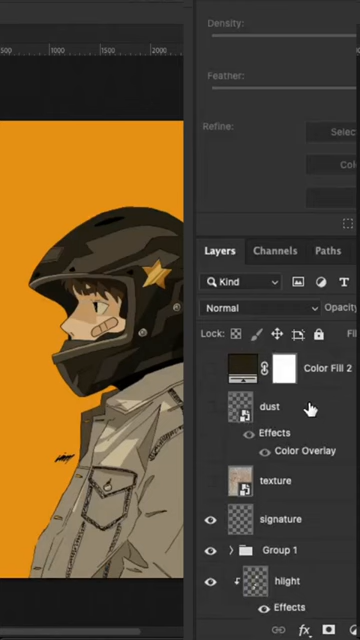 Density:
Feather:
Refine:
Selec
Col
500 1000 1500 2000
Layers Channels Paths
Kind
Normal Opacity
Lock: Fil
Color Fill 2
dust
Effects
Color Overlay
texture
signature
Group 1
hlight
Effects
fx